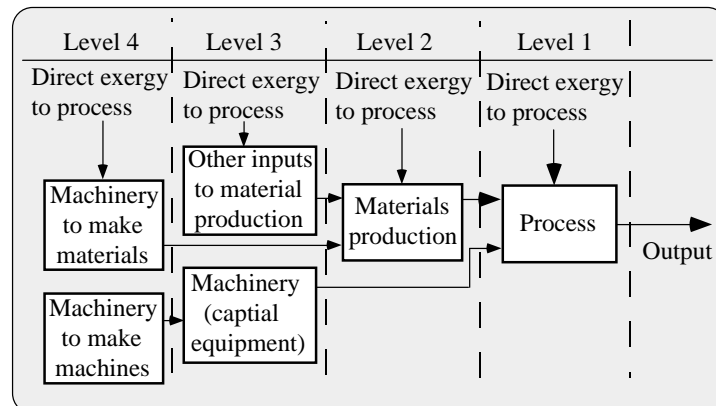 Level 4
Level 3
Level 2
Level 1
Direct exergy
to process
Direct exergy
to process
Direct exergy
to process
Direct exergy
to process
Machinery
to make
materials
Other inputs
to material
production
Materials
production
Process
Output
Machinery
to make
machines
Machinery
(captial
equipment)